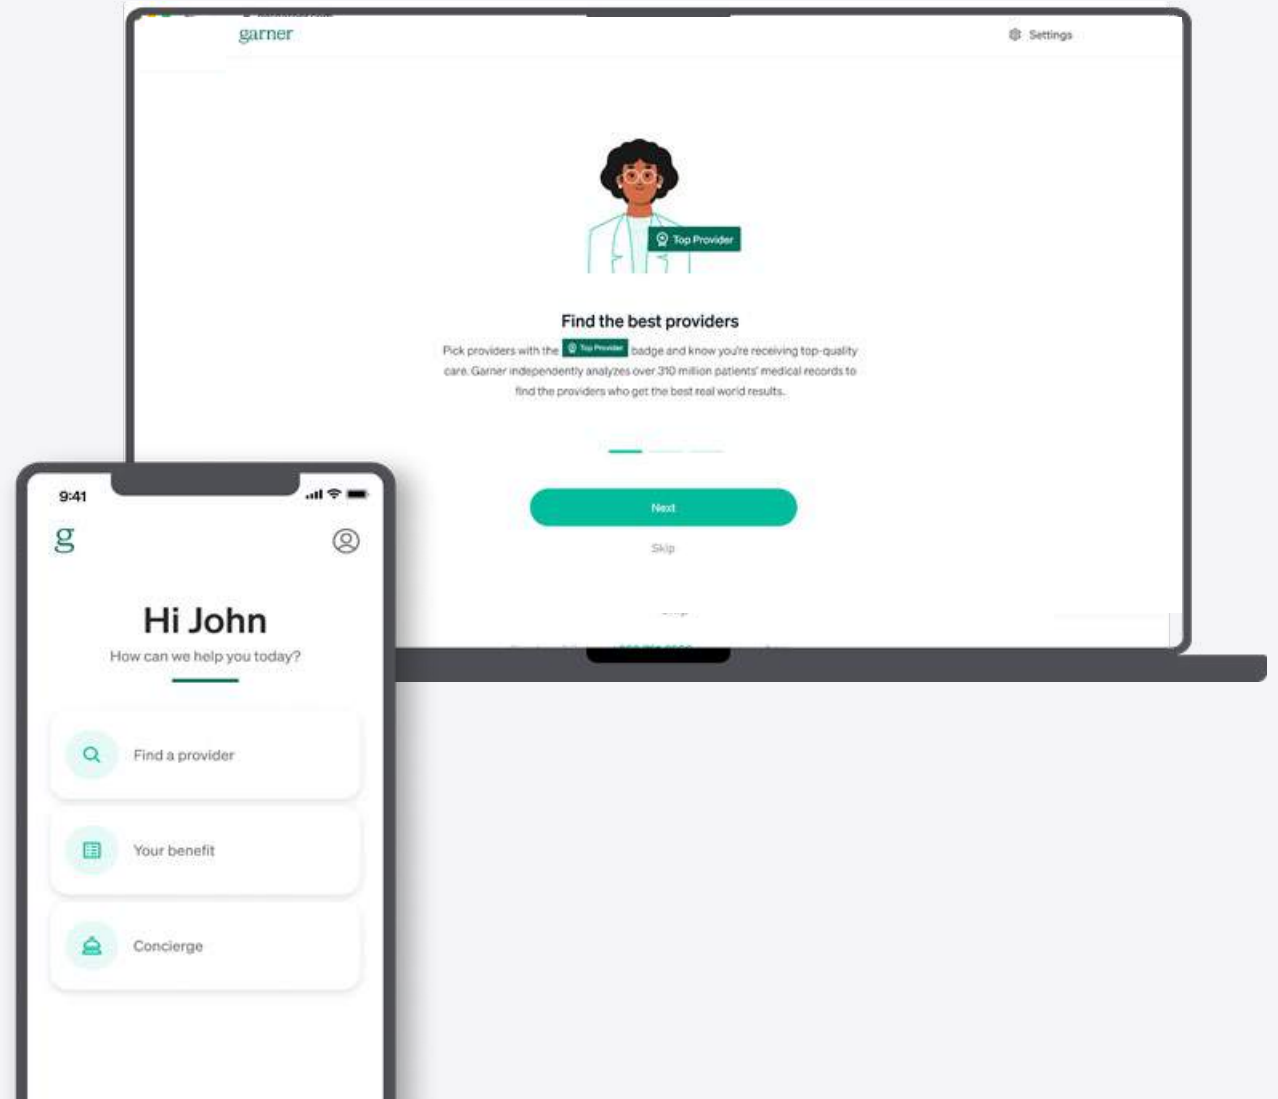 garner
Settings
Top Provider
Find the best providers
Pick providers with the Top Provider badge and know you're receiving top-quality
care. Garner independently analyzes over 310 million patients' medical records to
find the providers who get the best real world results.
Next
Skip
9:41
g
Hi John
How can we help you today?
Find a provider
Your benefit
Concierge